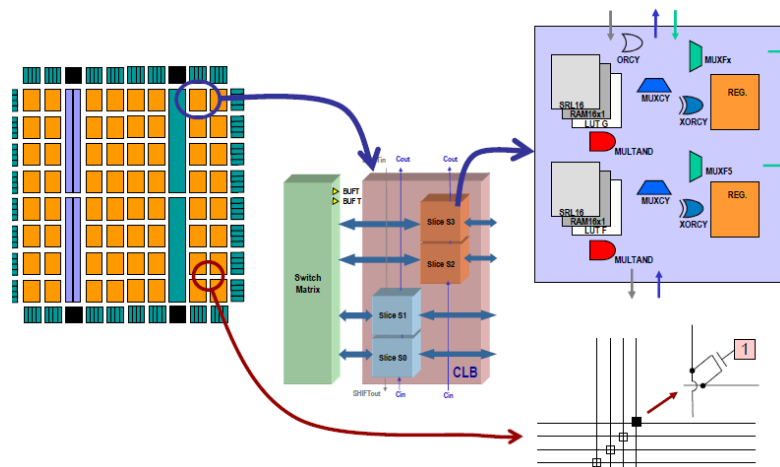 ORCY
MUXFx
SRL16
RAM16x1
LUT G
MUXCY
XORCY
REG.
MULTAND
MUXF5
SRL16
RAM16x1
LUT F
MUXCY
XORCY
REG.
MULTAND
Cout
Cout
BUFT
BUF T
Switch
Matrix
Slice S3
Slice S2
Slice S1
Slice S0
CLB
SHIFTout
Cin
Cin
1